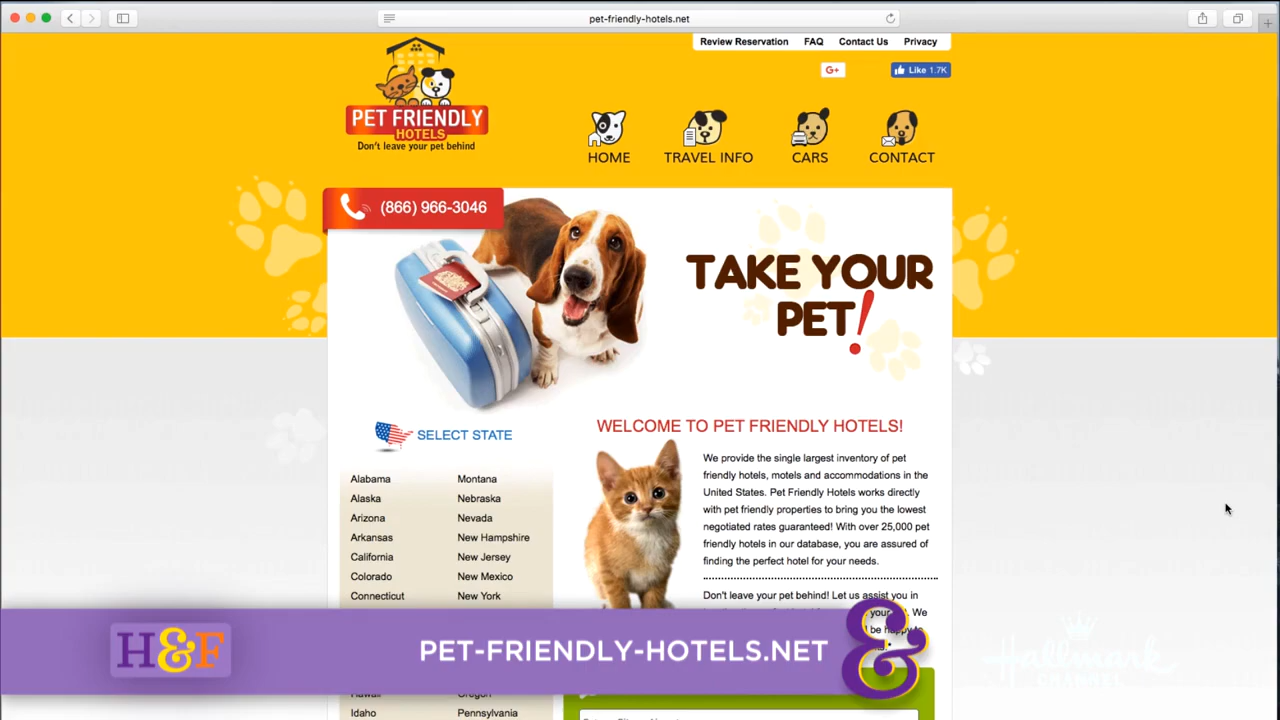 pet-friendly-hotels.net
Review Reservation FAQ Contact Us Privacy
G+ Like 1.7K
PET FRIENDLY
HOTELS
Don't leave your pet behind
HOME TRAVEL INFO CARS CONTACT
(866) 966-3046
TAKE YOUR
PET!
SELECT STATE
Alabama Montana
Alaska Nebraska
Arizona Nevada
Arkansas New Hampshire
California New Jersey
Colorado New Mexico
Connecticut New York
Idaho Pennsylvania
WELCOME TO PET FRIENDLY HOTELS!
We provide the single largest inventory of pet
friendly hotels, motels and accommodations in the
United States. Pet Friendly Hotels works directly
with pet friendly properties to bring you the lowest
negotiated rates guaranteed! With over 25,000 pet
friendly hotels in our database, you are assured of
finding the perfect hotel for your needs.
Don't leave your pet behind! Let us assist you in
We
H&F
PET-FRIENDLY-HOTELS.NET
&
Hallmark
CHANNEL